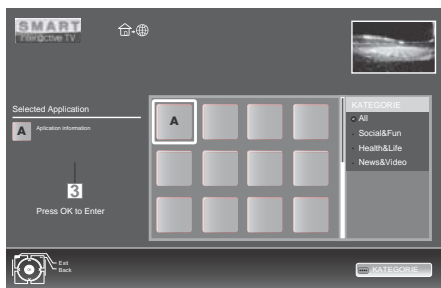 SMART
interactive TV
Selected Application
A
Aplication information
3
Press OK to Enter
A
KATEGORIE
All
Social&Fun
Health&Life
News&Video
Exit
Back
KATEGORIE